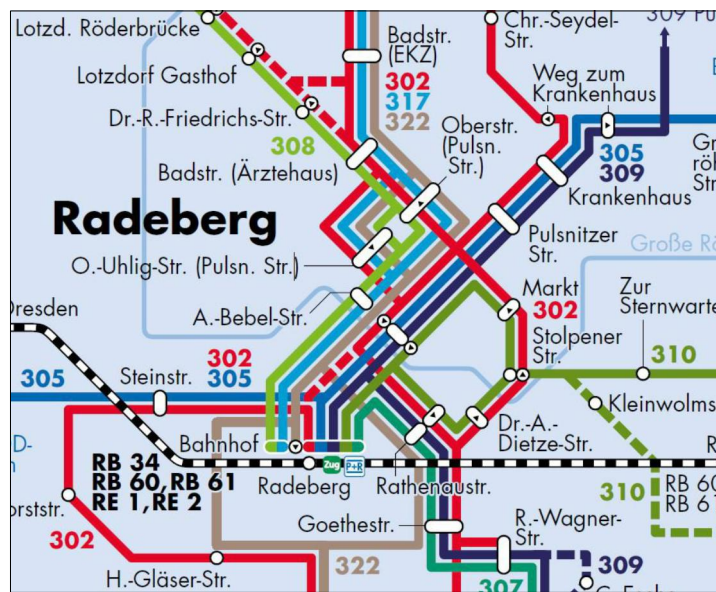 Lotzd. Röderbrücke
Badstr.
(EKZ)
302
317
322
Chr.-Seydel-
Str.
309
Lotzdorf Gasthof
Weg zum
Krankenhaus
Dr.-R.-Friedrichs-Str.
308
Oberstr.
(Pulsn.
Str.)
305
309
Badstr. (Ärztehaus)
Krankenhaus
Radeberg
Pulsnitzer
Str.
Große
O.-Uhlig-Str. (Pulsn. Str.)
Markt
302
Zur
Sternwarte
A.-Bebel-Str.
Stolpener
Str.
310
302
305
305
Steinstr.
Kleinwolms
Dr.-A.-
Dietze-Str.
Bahnhof
RB 34
RB 60, RB 61
RE 1, RE 2
Zug
P+R
Radeberg
Rathenaustr.
310
RB 60
RB 6
302
Goethestr.
R.-Wagner-
Str.
322
309
H.-Gläser-Str.
307